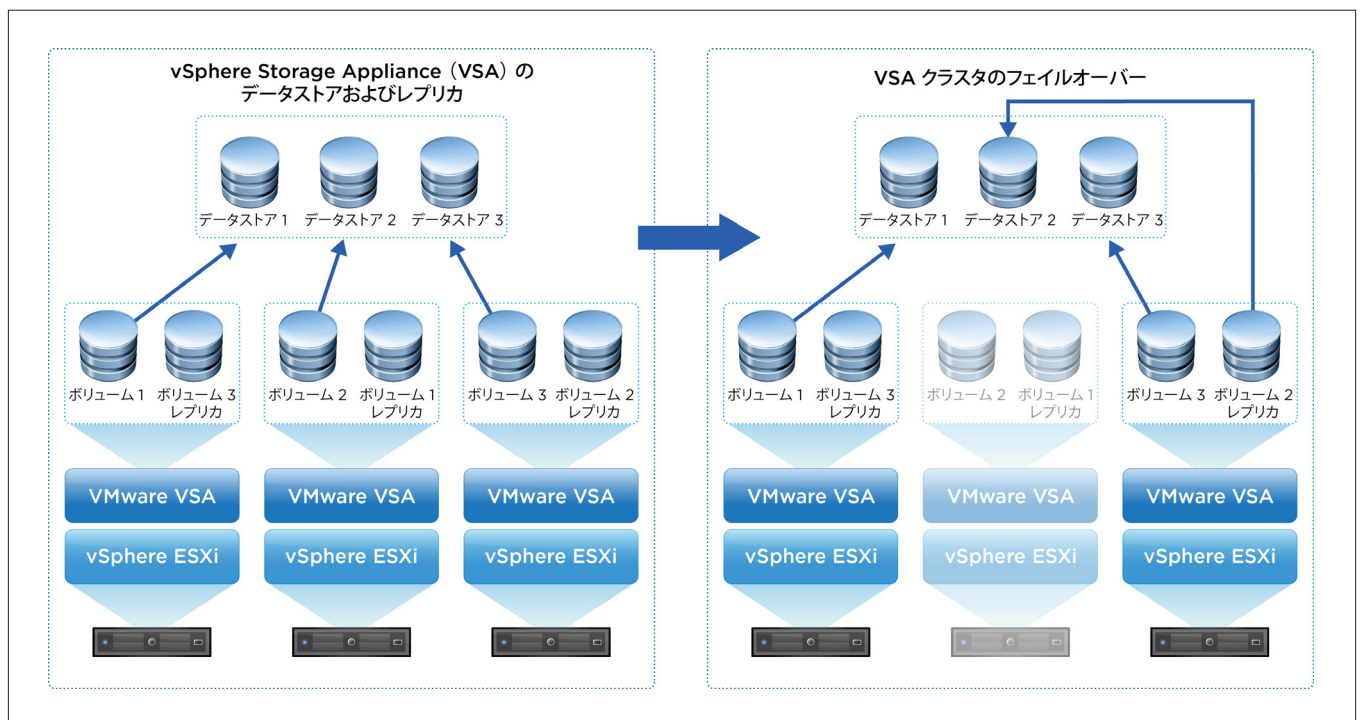 vSphere Storage Appliance（VSA）の
データストアおよびレプリカ
データストア 1
データストア 2
データストア 3
ボリューム 1
ボリューム 3
レプリカ
ボリューム 2
ボリューム 1
レプリカ
ボリューム 3
ボリューム 2
レプリカ
VMware VSA
VMware VSA
VMware VSA
vSphere ESXi
vSphere ESXi
vSphere ESXi
VSA クラスタのフェイルオーバー
データストア 1
データストア 2
データストア 3
ボリューム 1
ボリューム 3
レプリカ
ボリューム 2
ボリューム 1
レプリカ
ボリューム 3
ボリューム 2
レプリカ
VMware VSA
VMware VSA
VMware VSA
vSphere ESXi
vSphere ESXi
vSphere ESXi